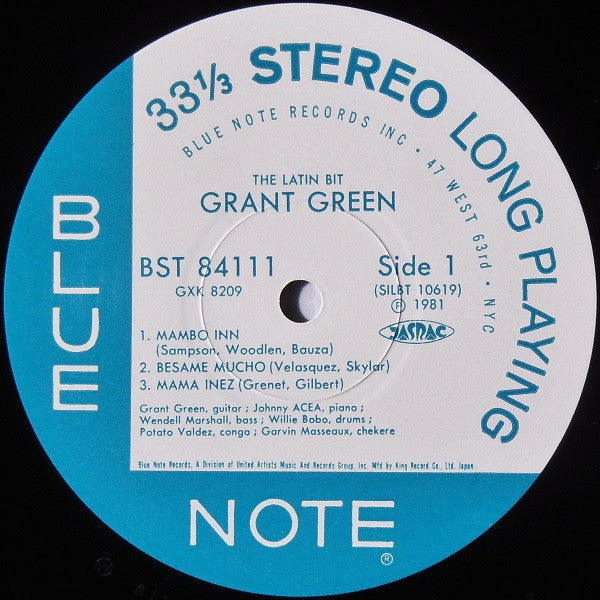 33⅓ STEREO LONG PLAYING
BLUE NOTE RECORDS INC • 47 WEST 63rd • NYC
THE LATIN BIT
GRANT GREEN
BST 84111
GXK 8209
Side 1
(SILBT 10619)
Ⓟ 1981
JASRAC
1. MAMBO INN
(Sampson, Woodlen, Bauza)
2. BESAME MUCHO (Velasquez, Skylar)
3. MAMA INEZ (Grenet, Gilbert)
Grant Green, guitar ; Johnny ACEA, piano ;
Wendell Marshall, bass ; Willie Bobo, drums ;
Potato Valdez, conga ; Garvin Masseaux, chekere
Blue Note Records, A Division of United Artists Music And Records Group, Inc. Mfd by King Record Co., Ltd. Japan
BLUE
NOTE®